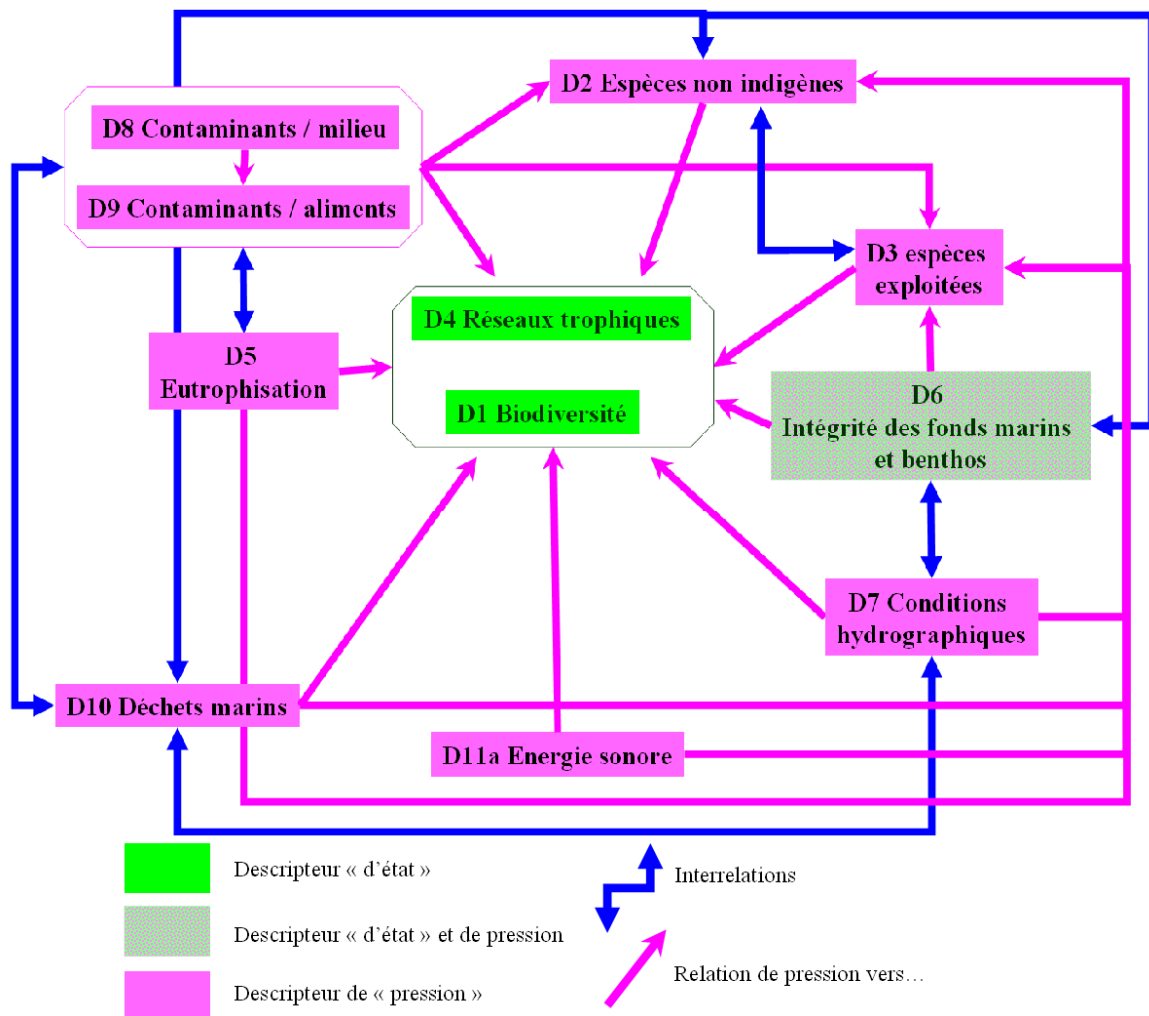 D2 Espèces non indigènes
D8 Contaminants / milieu
D9 Contaminants / aliments
D3 espèces
exploitées
D4 Réseaux trophiques
D5
Eutrophisation
D1 Biodiversité
D6
Intégrité des fonds marins
et benthos
D7 Conditions
hydrographiques
D10 Déchets marins
D11a Energie sonore
Descripteur « d’état »
Interrelations
Descripteur « d’état » et de pression
Relation de pression vers…
Descripteur de « pression »